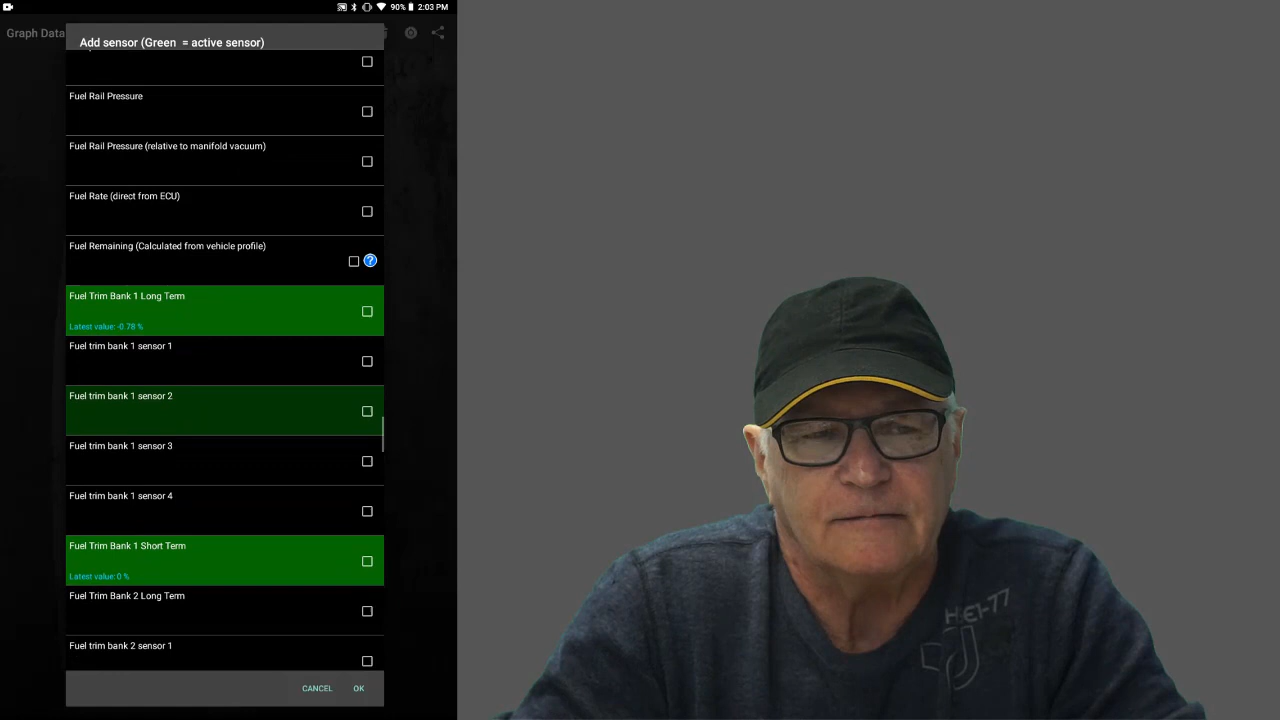 90% 2:03 PM
Graph Data
Add sensor (Green = active sensor)
Fuel Rail Pressure
Fuel Rail Pressure (relative to manifold vacuum)
Fuel Rate (direct from ECU)
Fuel Remaining (Calculated from vehicle profile)
?
Fuel Trim Bank 1 Long Term
Latest value: -0.78 %
Fuel trim bank 1 sensor 1
Fuel trim bank 1 sensor 2
Fuel trim bank 1 sensor 3
Fuel trim bank 1 sensor 4
Fuel Trim Bank 1 Short Term
Latest value: 0 %
Fuel Trim Bank 2 Long Term
Fuel trim bank 2 sensor 1
CANCEL OK